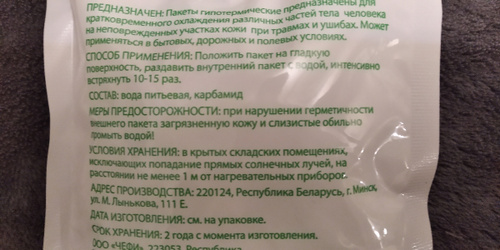 ПРЕДНАЗНАЧЕН: Пакеты гипотермические предназначены для
кратковременного охлаждения различных частей тела человека
на неповрежденных участках кожи при травмах и ушибах. Может
применяться в бытовых, дорожных и полевых условиях.
СПОСОБ ПРИМЕНЕНИЯ: Положить пакет на гладкую
поверхность, раздавить внутренний пакет с водой, интенсивно
встряхнуть 10-15 раз.
СОСТАВ: вода питьевая, карбамид
МЕРЫ ПРЕДОСТОРОЖНОСТИ: при нарушении герметичности
внешнего пакета загрязненную кожу и слизистые обильно
промыть водой!
УСЛОВИЯ ХРАНЕНИЯ: в крытых складских помещениях,
исключающих попадание прямых солнечных лучей, на
расстоянии не менее 1 м от нагревательных приборов.
АДРЕС ПРОИЗВОДСТВА: 220124, Республика Беларусь, г. Минск,
ул. М. Лынькова, 111 Е.
ДАТА ИЗГОТОВЛЕНИЯ: см. на упаковке.
СРОК ХРАНЕНИЯ: 2 года с момента изготовления.
ООО «ЧЕФИ», 223053, Республика